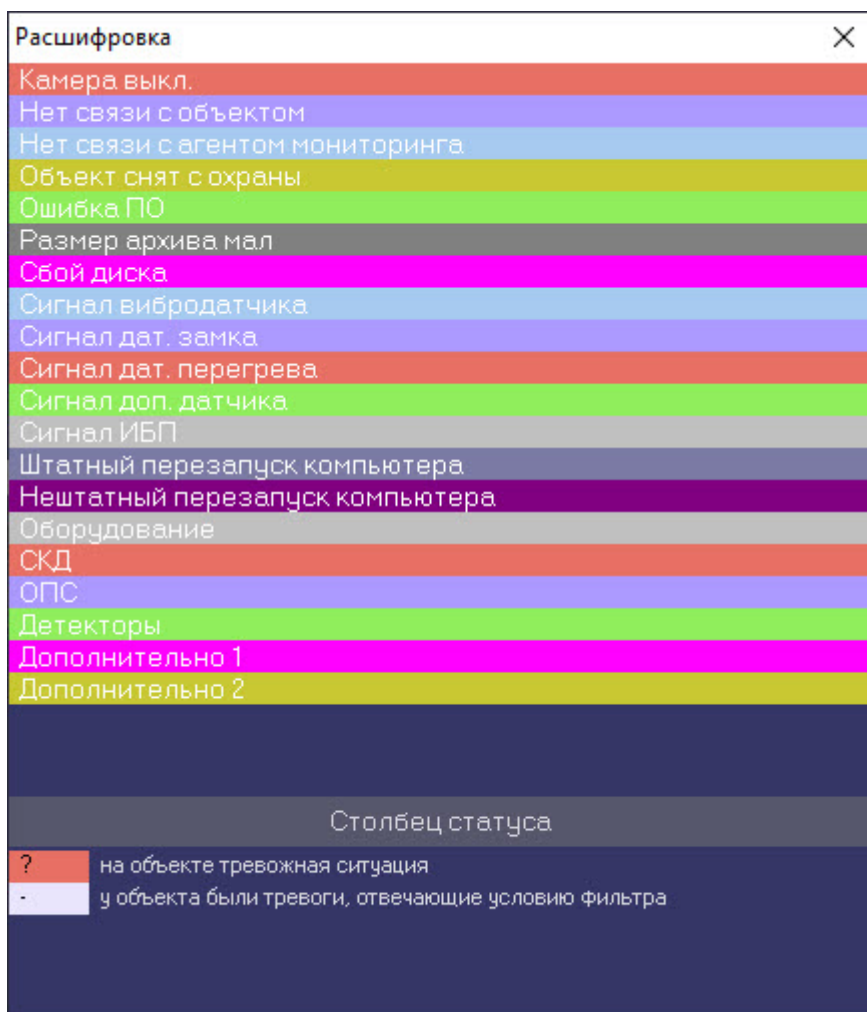 Расшифровка
Камера выкл.
Нет связи с объектом
Нет связи с агентом мониторинга
Объект снят с охраны
Ошибка ПО
Размер архива мал
Сбой диска
Сигнал вибродатчика
Сигнал дат. замка
Сигнал дат. перегрева
Сигнал доп. датчика
Сигнал ИБП
Штатный перезапуск компьютера
Нештатный перезапуск компьютера
Оборудование
СКД
ОПС
Детекторы
Дополнительно 1
Дополнительно 2
Столбец статуса
? на объекте тревожная ситуация
- у объекта были тревоги, отвечающие условию фильтра